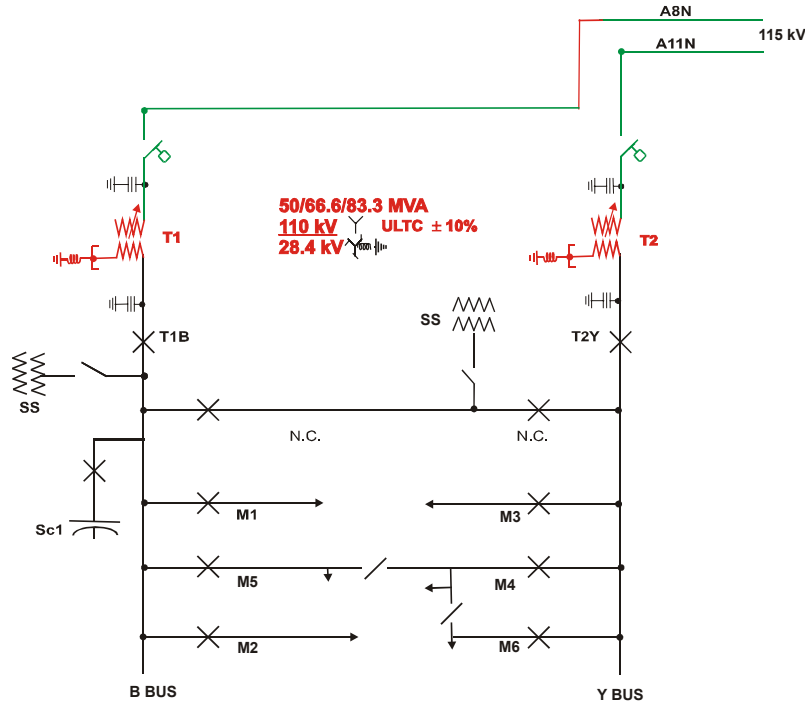 A8N
115 kV
A11N
50/66.6/83.3 MVA
110 kV ULTC ± 10%
28.4 kV
T1
T2
SS
T1B
T2Y
SS
N.C. N.C.
M1
M3
Sc1
M5
M4
M2
M6
B BUS
Y BUS